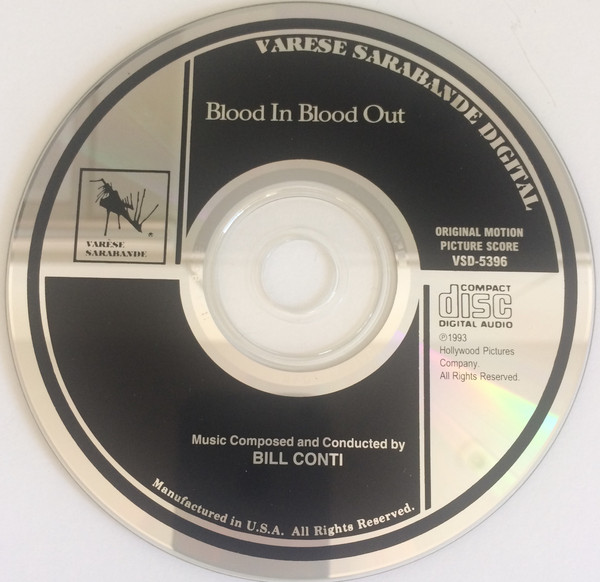 VARESE SARABANDE DIGITAL
Blood In Blood Out
VARESE
SARABANDE
ORIGINAL MOTION
PICTURE SCORE
VSD-5396
COMPACT
disc
DIGITAL AUDIO
℗1993
Hollywood Pictures
Company.
All Rights Reserved.
Music Composed and Conducted by
BILL CONTI
Manufactured in U.S.A. All Rights Reserved.